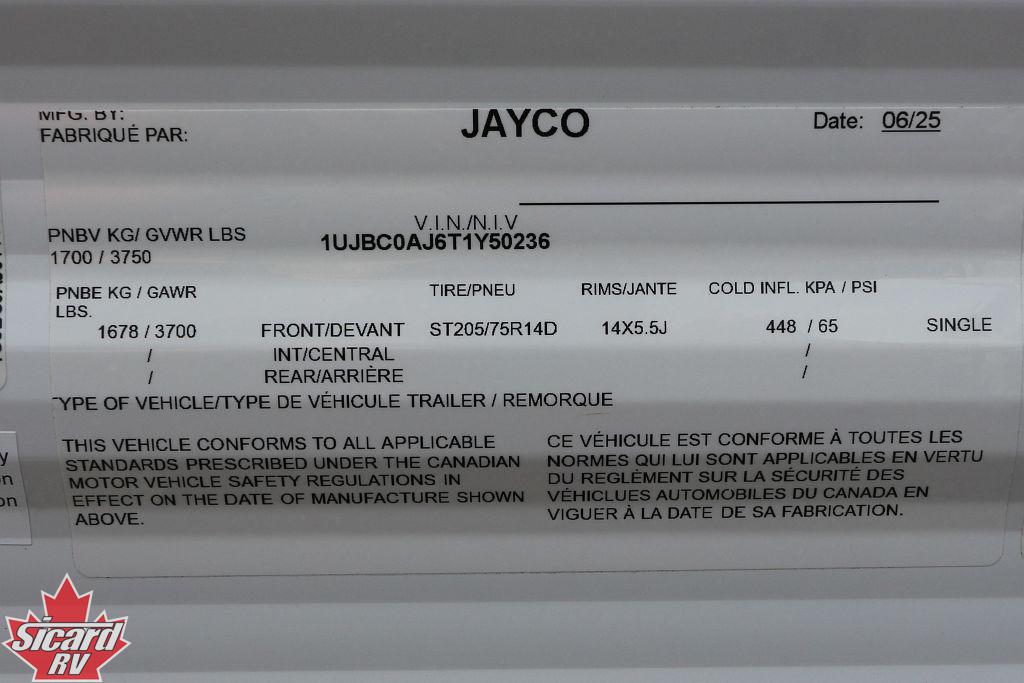 MFG. BY:
FABRIQUÉ PAR:
JAYCO
Date: 06/25
V.I.N./N.I.V
PNBV KG/ GVWR LBS
1UJBC0AJ6T1Y50236
1700 / 3750
PNBE KG / GAWR
LBS.
TIRE/PNEU
RIMS/JANTE
COLD INFL. KPA / PSI
1678 / 3700 FRONT/DEVANT ST205/75R14D 14X5.5J 448 / 65 SINGLE
/ INT/CENTRAL /
/ REAR/ARRIÈRE /
TYPE OF VEHICLE/TYPE DE VÉHICULE TRAILER / REMORQUE
THIS VEHICLE CONFORMS TO ALL APPLICABLE
STANDARDS PRESCRIBED UNDER THE CANADIAN
MOTOR VEHICLE SAFETY REGULATIONS IN
EFFECT ON THE DATE OF MANUFACTURE SHOWN
ABOVE.
CE VÉHICULE EST CONFORME À TOUTES LES
NORMES QUI LUI SONT APPLICABLES EN VERTU
DU REGLÉMENT SUR LA SÉCURITÉ DES
VÉHICLUES AUTOMOBILES DU CANADA EN
VIGUER À LA DATE DE SA FABRICATION.
Sicard
RV